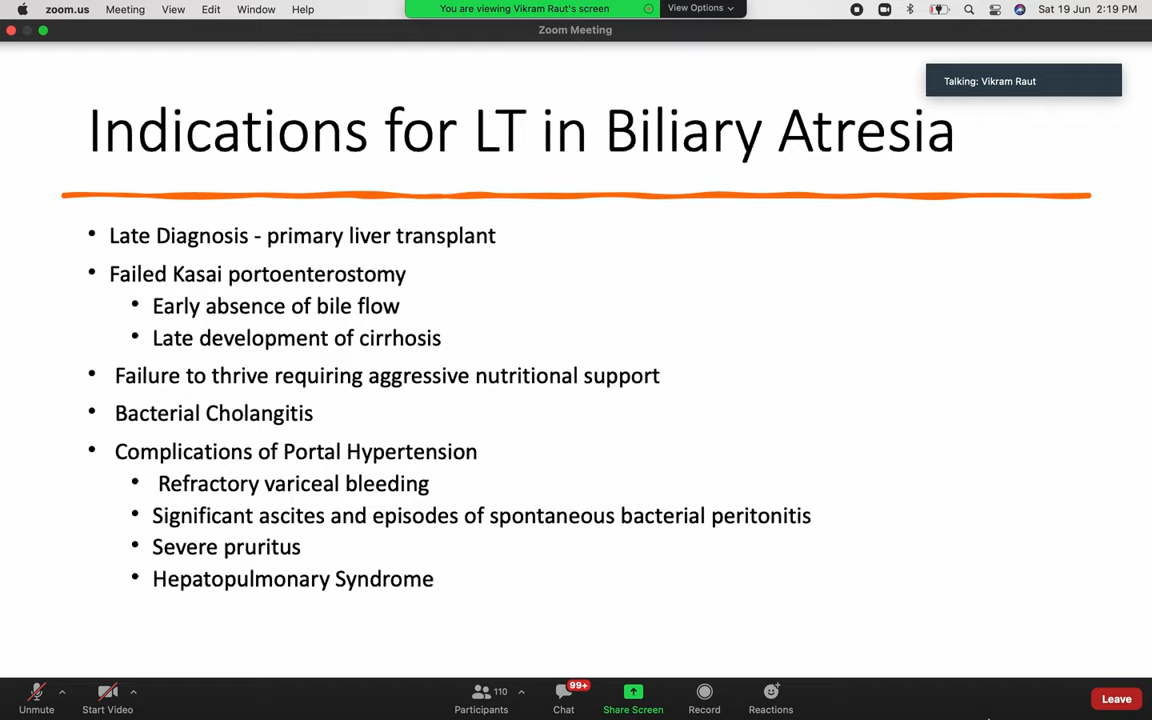 zoom.us Meeting View Edit Window Help You are viewing Vikram Raut's screen View Options Sat 19 Jun 2:19 PM
Zoom Meeting
Talking: Vikram Raut
Indications for LT in Biliary Atresia
• Late Diagnosis - primary liver transplant
• Failed Kasai portoenterostomy
• Early absence of bile flow
• Late development of cirrhosis
• Failure to thrive requiring aggressive nutritional support
• Bacterial Cholangitis
• Complications of Portal Hypertension
• Refractory variceal bleeding
• Significant ascites and episodes of spontaneous bacterial peritonitis
• Severe pruritus
• Hepatopulmonary Syndrome
110 99+
Unmute Start Video Participants Chat Share Screen Record Reactions Leave